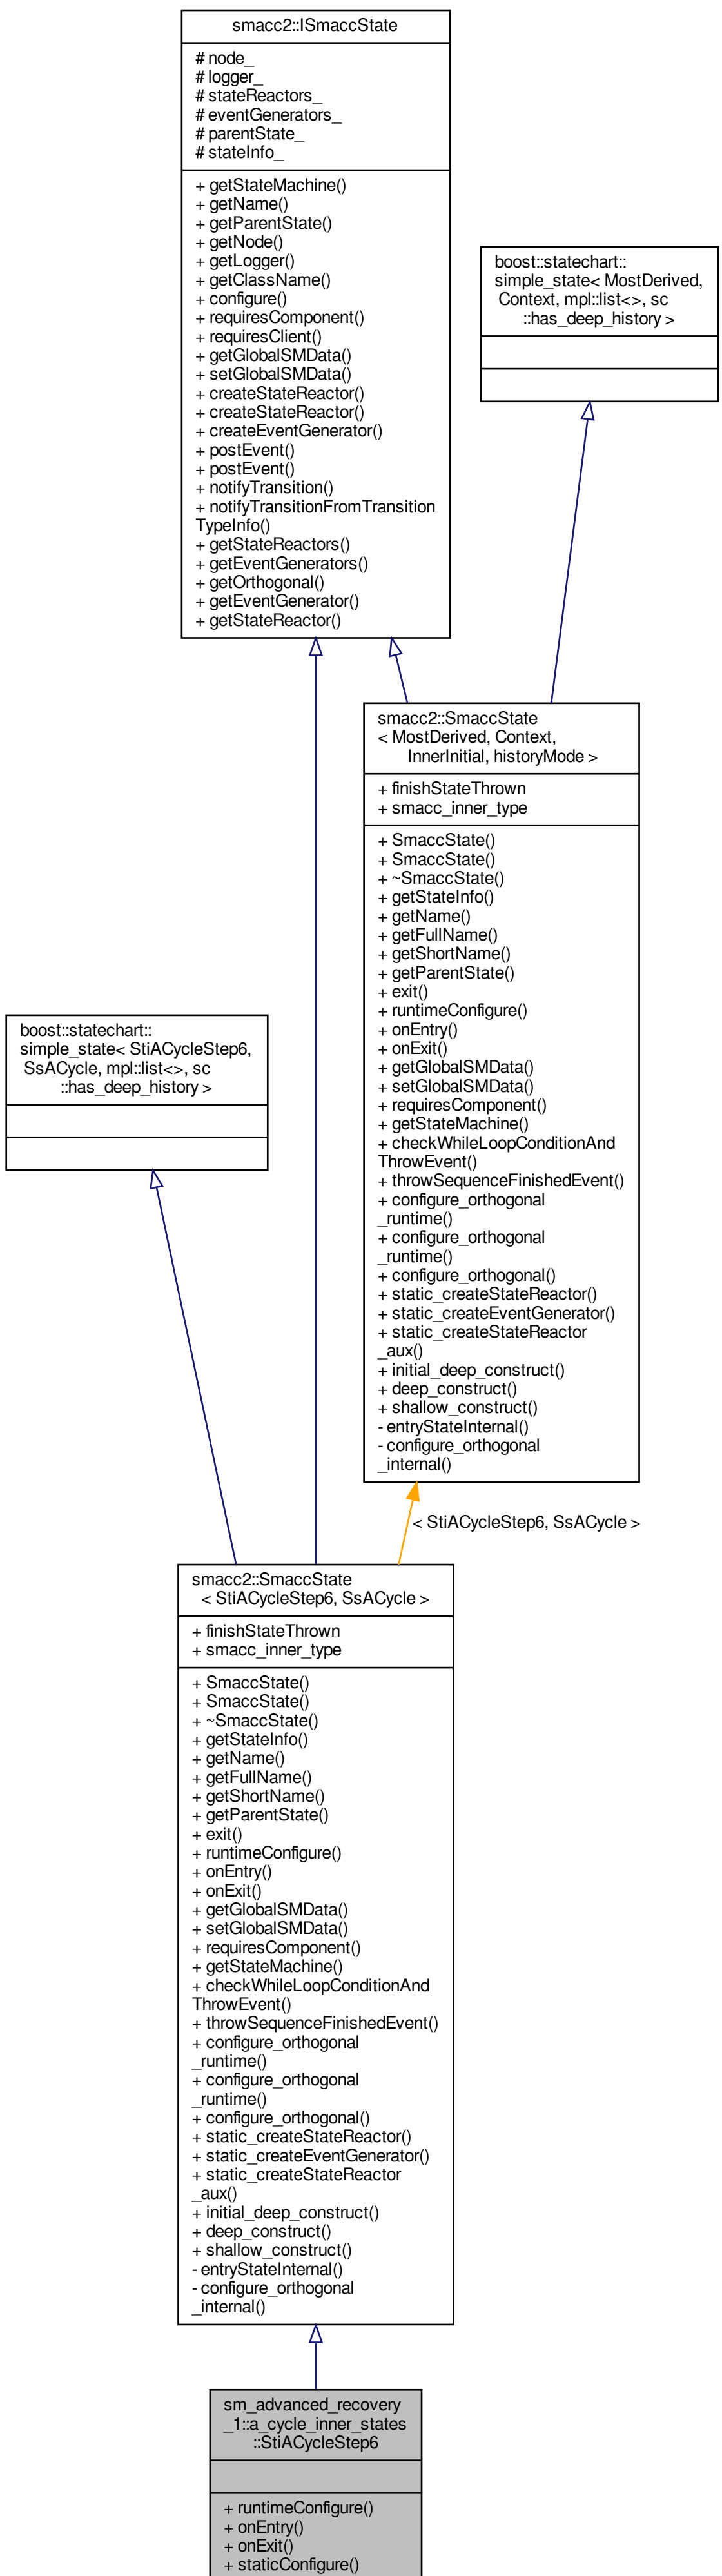 smacc2::ISmaccState
# node_
# logger_
# stateReactors_
# eventGenerators_
# parentState_
# stateInfo_
+ getStateMachine()
+ getName()
+ getParentState()
+ getNode()
+ getLogger()
+ getClassName()
+ configure()
+ requiresComponent()
+ requiresClient()
+ getGlobalSMData()
+ setGlobalSMData()
+ createStateReactor()
+ createStateReactor()
+ createEventGenerator()
+ postEvent()
+ postEvent()
+ notifyTransition()
+ notifyTransitionFromTransition
TypeInfo()
+ getStateReactors()
+ getEventGenerators()
+ getOrthogonal()
+ getEventGenerator()
+ getStateReactor()
boost::statechart::
simple_state< MostDerived,
Context, mpl::list<>, sc
::has_deep_history >
smacc2::SmaccState
< MostDerived, Context,
InnerInitial, historyMode >
+ finishStateThrown
+ smacc_inner_type
+ SmaccState()
+ SmaccState()
+ ~SmaccState()
+ getStateInfo()
+ getName()
+ getFullName()
+ getShortName()
+ getParentState()
+ exit()
+ runtimeConfigure()
+ onEntry()
+ onExit()
+ getGlobalSMData()
+ setGlobalSMData()
+ requiresComponent()
+ getStateMachine()
+ checkWhileLoopConditionAnd
ThrowEvent()
+ throwSequenceFinishedEvent()
+ configure_orthogonal
_runtime()
+ configure_orthogonal
_runtime()
+ configure_orthogonal()
+ static_createStateReactor()
+ static_createEventGenerator()
+ static_createStateReactor
_aux()
+ initial_deep_construct()
+ deep_construct()
+ shallow_construct()
- entryStateInternal()
- configure_orthogonal
_internal()
boost::statechart::
simple_state< StiACycleStep6,
SsACycle, mpl::list<>, sc
::has_deep_history >
< StiACycleStep6, SsACycle >
smacc2::SmaccState
< StiACycleStep6, SsACycle >
+ finishStateThrown
+ smacc_inner_type
+ SmaccState()
+ SmaccState()
+ ~SmaccState()
+ getStateInfo()
+ getName()
+ getFullName()
+ getShortName()
+ getParentState()
+ exit()
+ runtimeConfigure()
+ onEntry()
+ onExit()
+ getGlobalSMData()
+ setGlobalSMData()
+ requiresComponent()
+ getStateMachine()
+ checkWhileLoopConditionAnd
ThrowEvent()
+ throwSequenceFinishedEvent()
+ configure_orthogonal
_runtime()
+ configure_orthogonal
_runtime()
+ configure_orthogonal()
+ static_createStateReactor()
+ static_createEventGenerator()
+ static_createStateReactor
_aux()
+ initial_deep_construct()
+ deep_construct()
+ shallow_construct()
- entryStateInternal()
- configure_orthogonal
_internal()
sm_advanced_recovery
_1::a_cycle_inner_states
::StiACycleStep6
+ runtimeConfigure()
+ onEntry()
+ onExit()
+ staticConfigure()